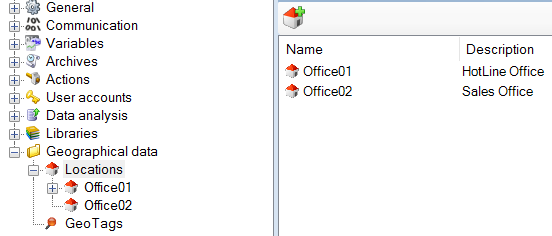 General
Communication
Variables
Archives
Actions
User accounts
Data analysis
Libraries
Geographical data
Locations
Office01
Office02
GeoTags
Name Description
Office01 HotLine Office
Office02 Sales Office